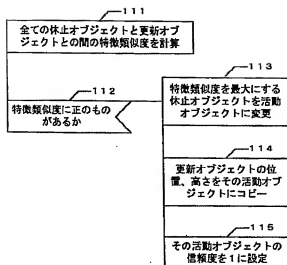 111
全ての休止オブジェクトと更新オブ
ジェクトとの間の特徴類似度を計算
112
特徴類似度に正のもの
があるか
113
特徴類似度を最大にする
休止オブジェクトを活動
オブジェクトに変更
114
更新オブジェクトの位
置、高さをその活動オブ
ジェクトにコピー
115
その活動オブジェクトの
信頼度を1に設定